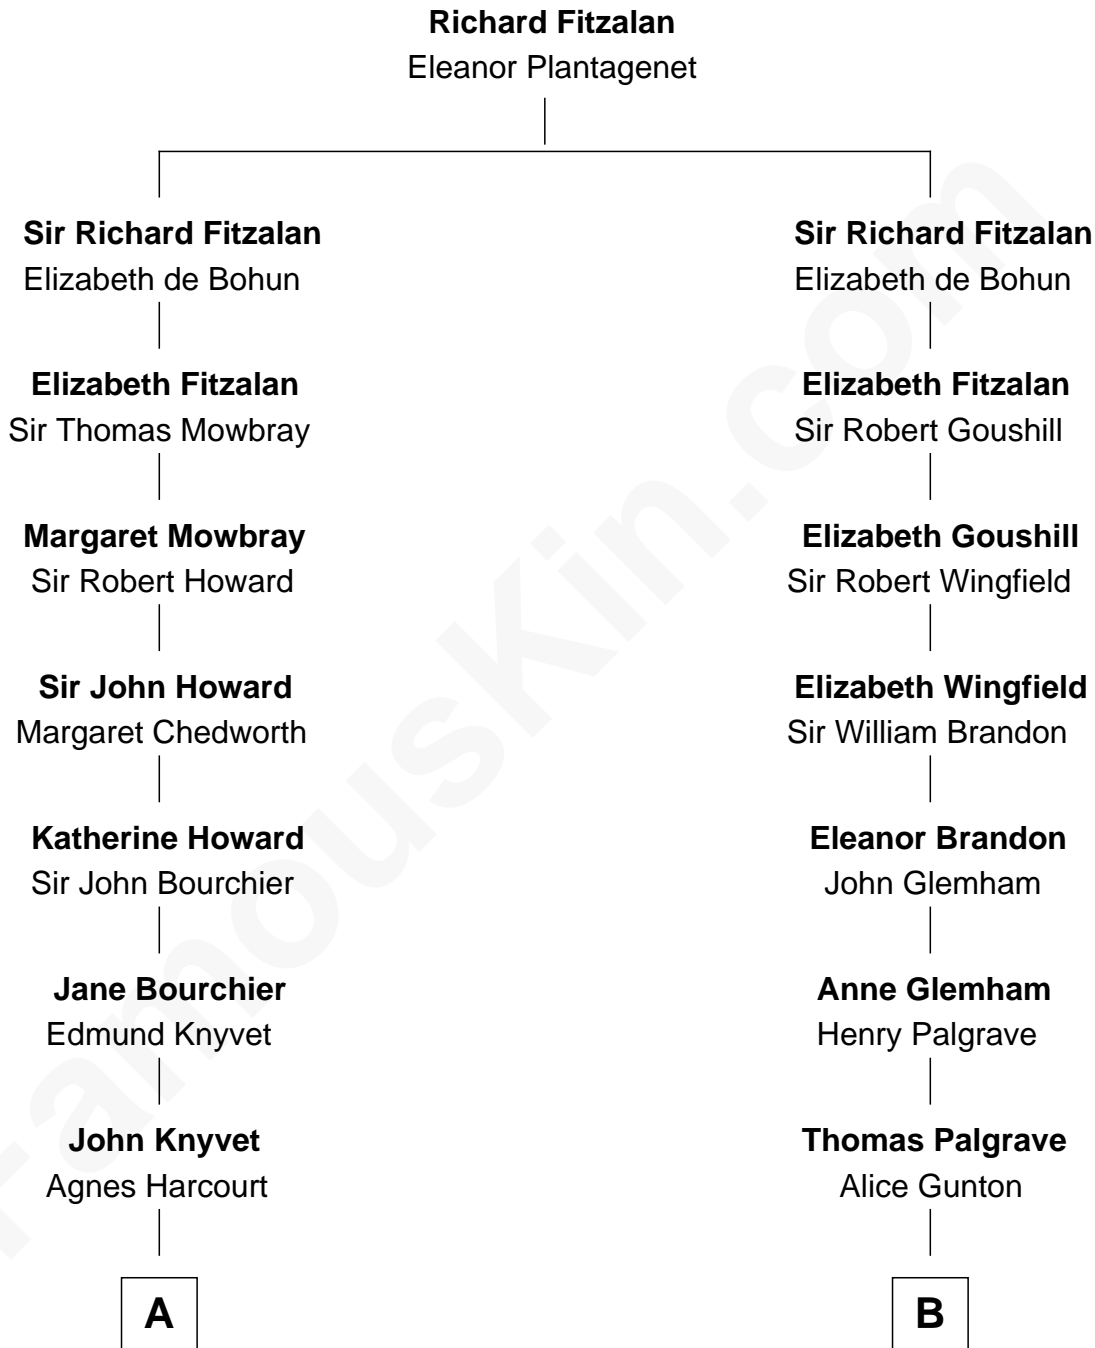 Richard Fitzalan
Eleanor Plantagenet
Sir Richard Fitzalan
Elizabeth de Bohun
Elizabeth Fitzalan
Sir Thomas Mowbray
Margaret Mowbray
Sir Robert Howard
Sir John Howard
Margaret Chedworth
Katherine Howard
Sir John Bourchier
Jane Bourchier
Edmund Knyvet
John Knyvet
Agnes Harcourt
A
Sir Richard Fitzalan
Elizabeth de Bohun
Elizabeth Fitzalan
Sir Robert Goushill
Elizabeth Goushill
Sir Robert Wingfield
Elizabeth Wingfield
Sir William Brandon
Eleanor Brandon
John Glemham
Anne Glemham
Henry Palgrave
Thomas Palgrave
Alice Gunton
B
FamousKin.com